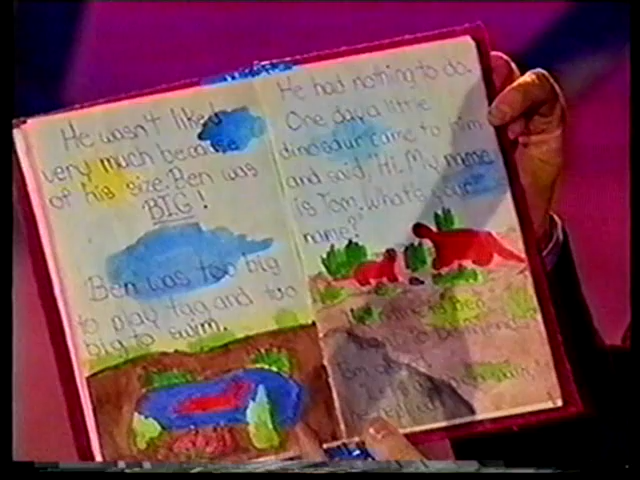 He wasn't liked
very much because
of his size. Ben was
BIG!
Ben was too big
to play tag and too
big to swim.
He had nothing to do.
One day a little
dinosaur came to him
and said, "Hi. My name
is Tom. What's your
name?"